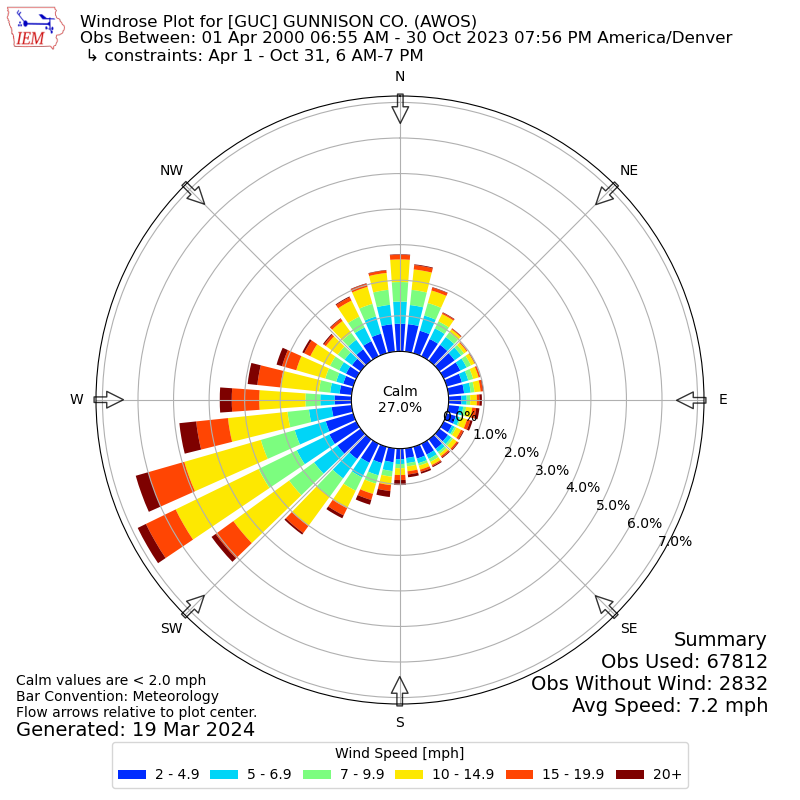 IEM
Windrose Plot for [GUC] GUNNISON CO. (AWOS)
Obs Between: 01 Apr 2000 06:55 AM - 30 Oct 2023 07:56 PM America/Denver
↳ constraints: Apr 1 - Oct 31, 6 AM-7 PM
N
NW
NE
W
Calm
27.0%
E
0.0%
1.0%
2.0%
3.0%
4.0%
5.0%
6.0%
7.0%
SW
SE
S
Summary
Obs Used: 67812
Obs Without Wind: 2832
Avg Speed: 7.2 mph
Calm values are < 2.0 mph
Bar Convention: Meteorology
Flow arrows relative to plot center.
Generated: 19 Mar 2024
Wind Speed [mph]
2 - 4.9 5 - 6.9 7 - 9.9 10 - 14.9 15 - 19.9 20+